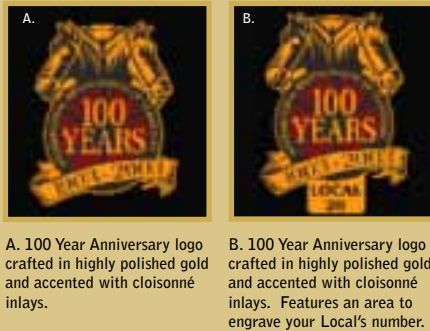 A.
100
YEARS
B.
100
YEARS
LOCAL
A. 100 Year Anniversary logo
crafted in highly polished gold
and accented with cloisonné
inlays.
B. 100 Year Anniversary logo
crafted in highly polished gold
and accented with cloisonné
inlays. Features an area to
engrave your Local's number.